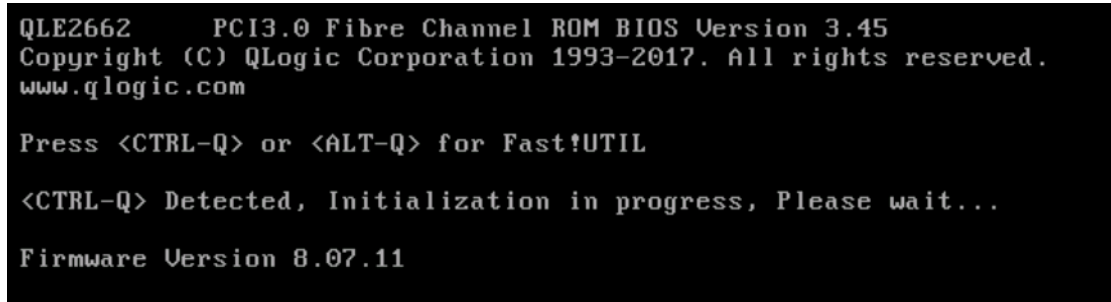 QLE2662 PCI3.0 Fibre Channel ROM BIOS Version 3.45
Copyright (C) QLogic Corporation 1993-2017. All rights reserved.
www.qlogic.com
Press <CTRL-Q> or <ALT-Q> for Fast!UTIL
<CTRL-Q> Detected, Initialization in progress, Please wait...
Firmware Version 8.07.11